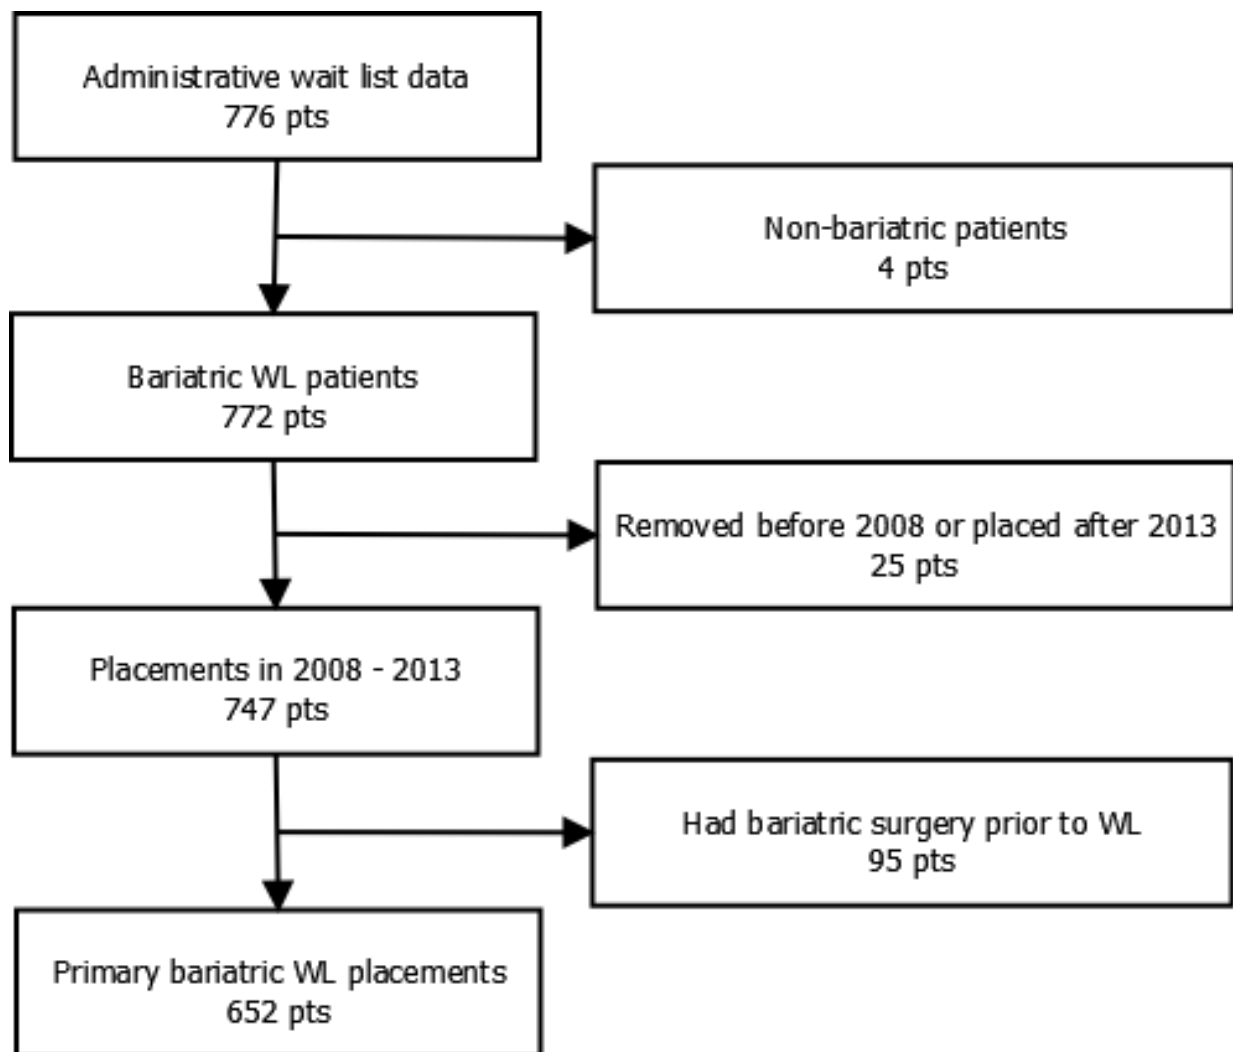 Administrative wait list data
776 pts
Non-bariatric patients
4 pts
Bariatric WL patients
772 pts
Removed before 2008 or placed after 2013
25 pts
Placements in 2008 - 2013
747 pts
Had bariatric surgery prior to WL
95 pts
Primary bariatric WL placements
652 pts